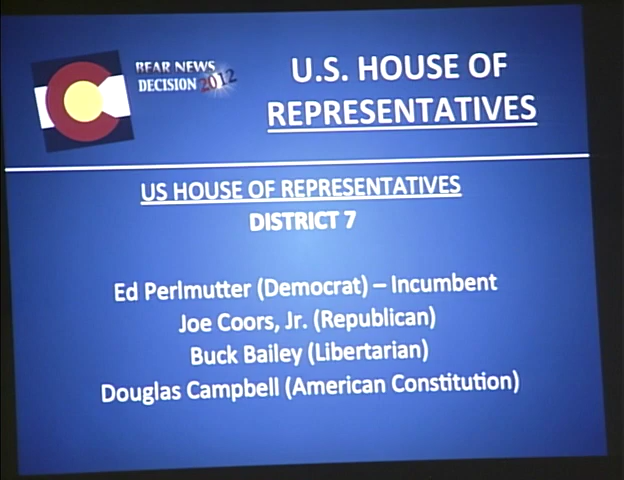 BEAR NEWS
DECISION 2012
U.S. HOUSE OF
REPRESENTATIVES
US HOUSE OF REPRESENTATIVES
DISTRICT 7
Ed Perlmutter (Democrat) – Incumbent
Joe Coors, Jr. (Republican)
Buck Bailey (Libertarian)
Douglas Campbell (American Constitution)